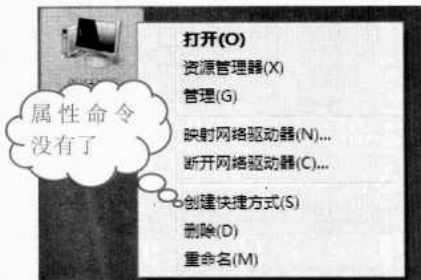 打开(O)
资源管理器(X)
管理(G)
属性命令
没有了
映射网络驱动器(N)...
断开网络驱动器(C)...
创建快捷方式(S)
删除(D)
重命名(M)